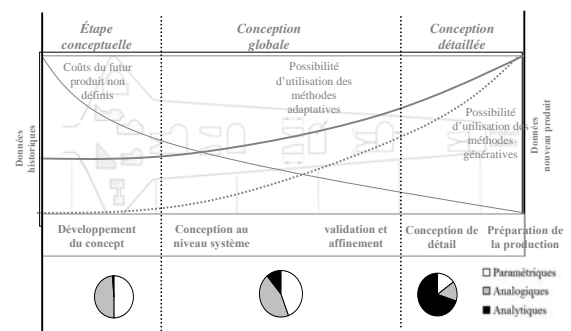 Étape
conceptuelle
Conception
globale
Conception
détaillée
Coûts du futur
produit non
définis
Possibilité
d'utilisation des
méthodes
adaptatives
Possibilité
d'utilisation des
méthodes
génératives
Données
historiques
Données
nouveau produit
Développement
du concept
Conception au
niveau système
validation et
affinement
Conception de
détail
Préparation de
la production
Paramétriques
Analogiques
Analytiques